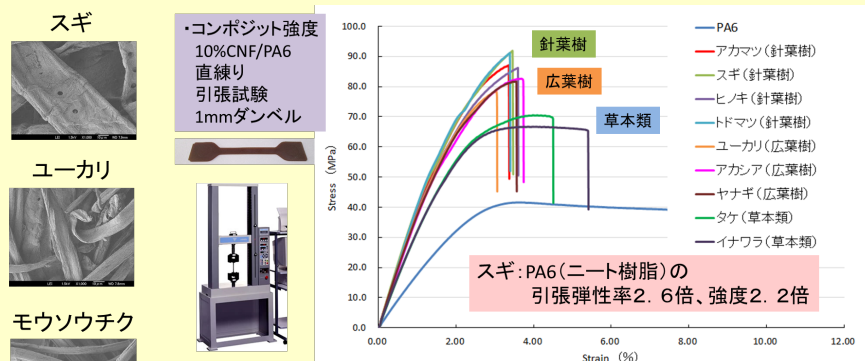 スギ
ユーカリ
モウソウチク
・コンポジット強度
10%CNF/PA6
直練り
引張試験
1mmダンベル
Stress (MPa)
100.0
90.0
80.0
70.0
60.0
50.0
40.0
30.0
20.0
10.0
0.0
0.00
2.00
4.00
6.00
8.00
10.00
12.00
Strain (%)
針葉樹
広葉樹
草本類
PA6
アカマツ(針葉樹)
スギ(針葉樹)
ヒノキ(針葉樹)
トドマツ(針葉樹)
ユーカリ(広葉樹)
アカシア(広葉樹)
ヤナギ(広葉樹)
タケ(草本類)
イナワラ(草本類)
スギ:PA6(ニート樹脂)の
引張弾性率2.6倍、強度2.2倍